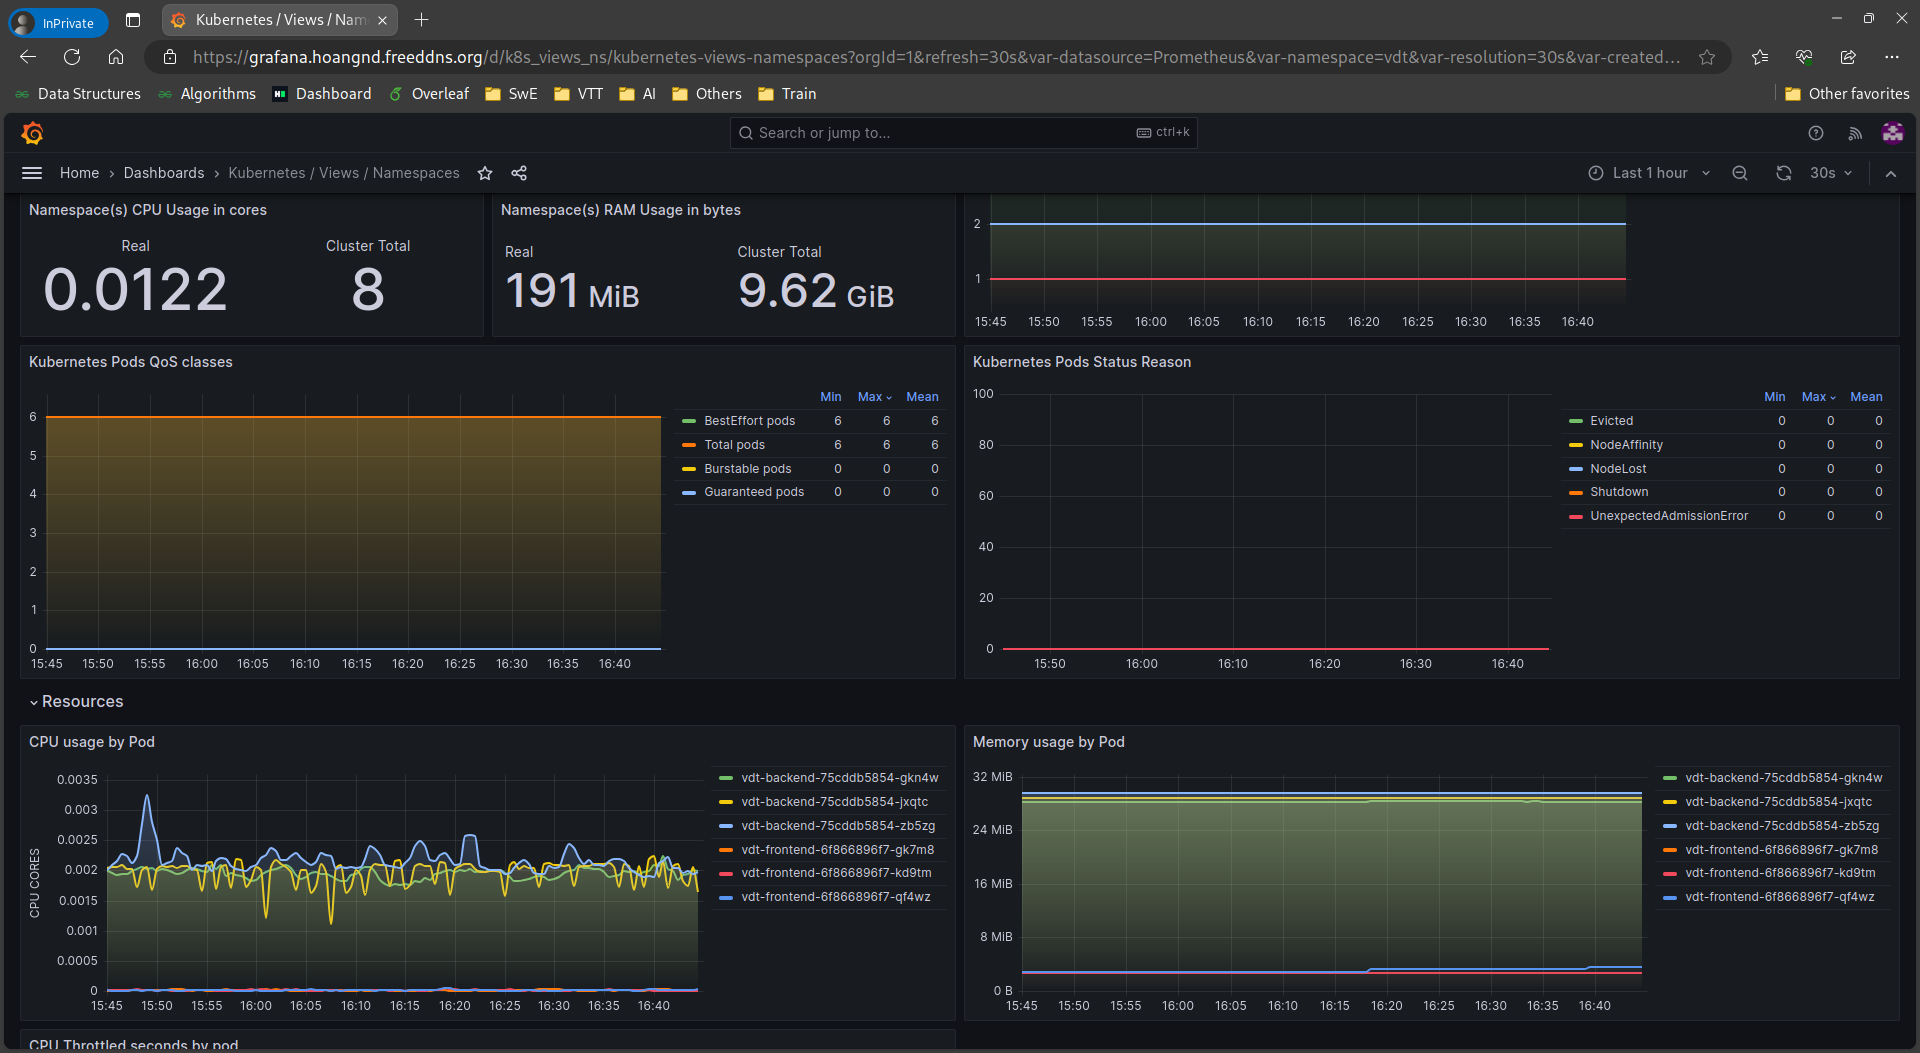 InPrivate
Kubernetes / Views / Nam
https://grafana.hoangnd.freeddns.org/d/k8s_views_ns/kubernetes-views-namespaces?orgId=1&refresh=30s&var-datasource=Prometheus&var-namespace=vdt&var-resolution=30s&var-created...
Data Structures Algorithms Dashboard Overleaf SwE VTT AI Others Train Other favorites
Search or jump to... ctrl+k
Home › Dashboards › Kubernetes / Views / Namespaces Last 1 hour 30s
Namespace(s) CPU Usage in cores
Real Cluster Total
0.0122 8
Namespace(s) RAM Usage in bytes
Real Cluster Total
191 MiB 9.62 GiB
2
1
15:45 15:50 15:55 16:00 16:05 16:10 16:15 16:20 16:25 16:30 16:35 16:40
Kubernetes Pods QoS classes
6
5
4
3
2
1
0
15:45 15:50 15:55 16:00 16:05 16:10 16:15 16:20 16:25 16:30 16:35 16:40
Min Max Mean
BestEffort pods 6 6 6
Total pods 6 6 6
Burstable pods 0 0 0
Guaranteed pods 0 0 0
Kubernetes Pods Status Reason
100
80
60
40
20
0
15:50 16:00 16:10 16:20 16:30 16:40
Min Max Mean
Evicted 0 0 0
NodeAffinity 0 0 0
NodeLost 0 0 0
Shutdown 0 0 0
UnexpectedAdmissionError 0 0 0
Resources
CPU usage by Pod
CPU CORES
0.0035
0.003
0.0025
0.002
0.0015
0.001
0.0005
0
15:45 15:50 15:55 16:00 16:05 16:10 16:15 16:20 16:25 16:30 16:35 16:40
vdt-backend-75cddb5854-gkn4w
vdt-backend-75cddb5854-jxqtc
vdt-backend-75cddb5854-zb5zg
vdt-frontend-6f866896f7-gk7m8
vdt-frontend-6f866896f7-kd9tm
vdt-frontend-6f866896f7-qf4wz
Memory usage by Pod
32 MiB
24 MiB
16 MiB
8 MiB
0 B
15:45 15:50 15:55 16:00 16:05 16:10 16:15 16:20 16:25 16:30 16:35 16:40
vdt-backend-75cddb5854-gkn4w
vdt-backend-75cddb5854-jxqtc
vdt-backend-75cddb5854-zb5zg
vdt-frontend-6f866896f7-gk7m8
vdt-frontend-6f866896f7-kd9tm
vdt-frontend-6f866896f7-qf4wz
CPU Throttled seconds by pod